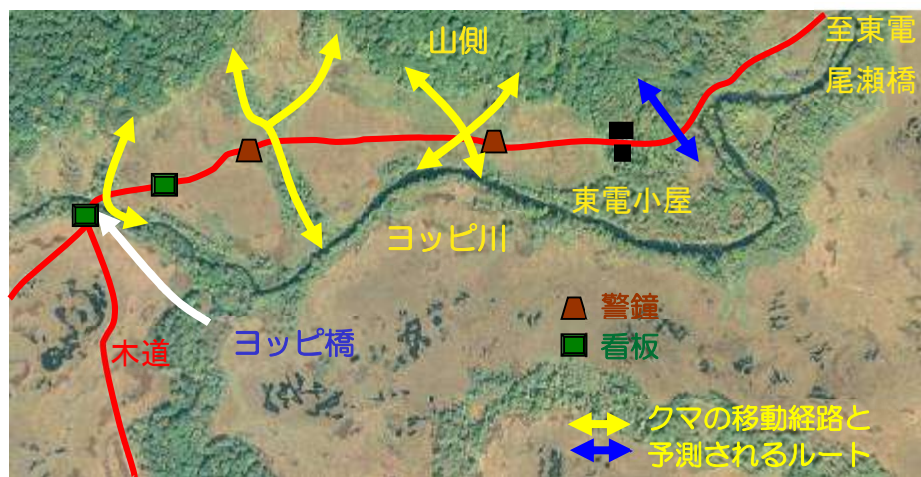 山側
至東電
尾瀬橋
東電小屋
ヨッピ川
警鐘
ヨッピ橋
看板
木道
クマの移動経路と
予測されるルート